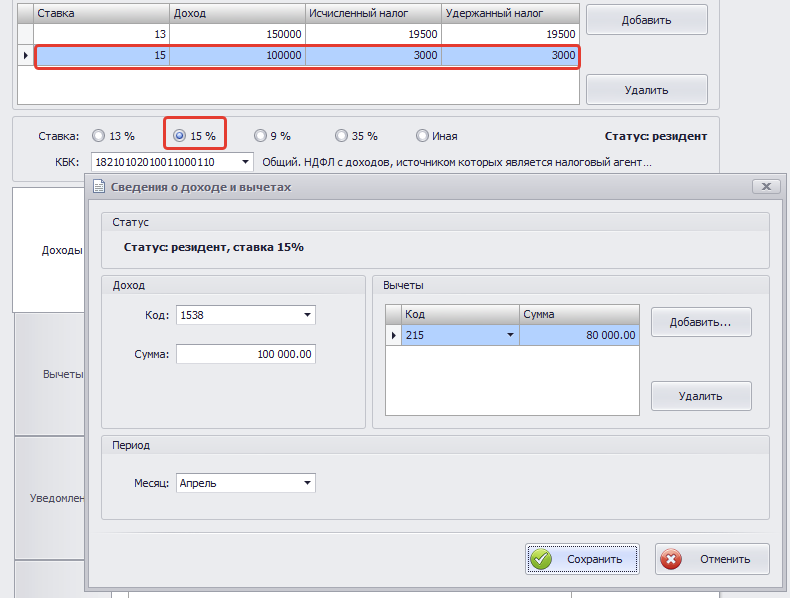 Ставка Доход Исчисленный налог Удержанный налог
13 150000 19500 19500
15 100000 3000 3000
Добавить
Удалить
Ставка: 13 % 15 % 9 % 35 % Иная Статус: резидент
КБК: 18210102010011000110 Общий. НДФЛ с доходов, источником которых является налоговый агент...
Доходы
Вычеты
Уведомлен
Сведения о доходе и вычетах
Статус
Статус: резидент, ставка 15%
Доход
Код: 1538
Сумма: 100 000.00
Вычеты
Код Сумма
215 80 000.00
Добавить...
Удалить
Период
Месяц: Апрель
Сохранить Отменить